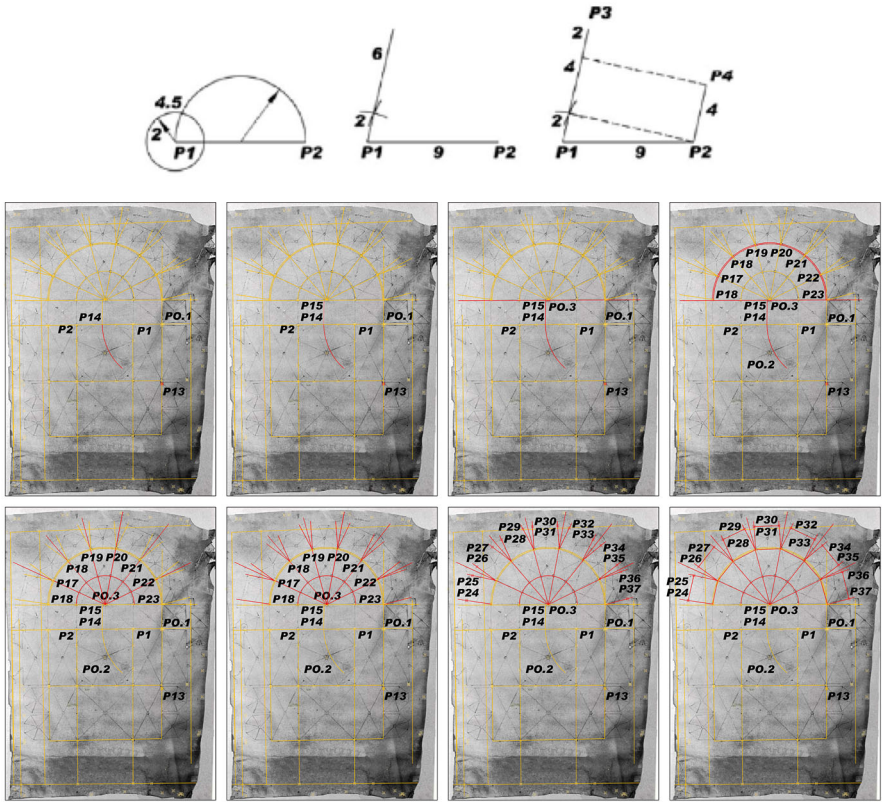 P3
2
6
4
P4
4.5
2
2
2
4
P1 P2
P1 9 P2
P1 9 P2
P14
P2 P1
PO.1
P13
P15
P14
P2 P1
PO.1
P13
P15 PO.3
P14
P2 P1
PO.1
P13
P19 P20
P18 P21
P17 P22
P18 P23
P15 PO.3
P14
PO.1
P2 P1
PO.2
P13
P19 P20
P18 P21
P17 P22
PO.3
P18 P23
P15
P14
PO.1
P2 P1
PO.2
P13
P19 P20
P18 P21
P17 P22
PO.3
P18 P23
P15
P14
PO.1
P2 P1
PO.2
P13
P30
P29 P32
P31
P28 P33
P27 P34
P26 P35
P25 P36
P24 P37
P15 PO.3
P14
PO.1
P2 P1
PO.2
P13
P30
P29 P32
P31
P28 P33
P27 P34
P26 P35
P25 P36
P24 P37
P15 PO.3
P14
PO.1
P2 P1
PO.2
P13